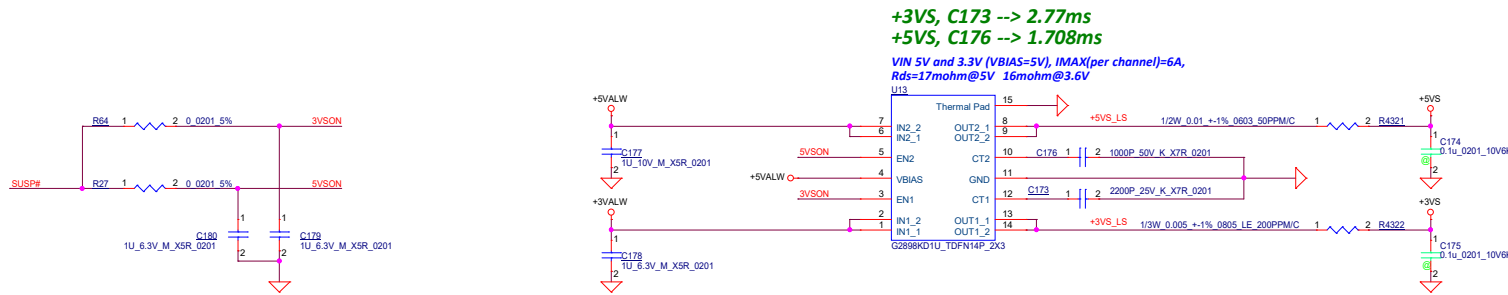 +3VS, C173 --> 2.77ms
+5VS, C176 --> 1.708ms
VIN 5V and 3.3V (VBIAS=5V), IMAX(per channel)=6A,
Rds=17mohm@5V 16mohm@3.6V
U13
SUSP#
R64 1 2 0_0201_5% 3VSON
R27 1 2 0_0201_5% 5VSON
1 C180 2
1U_6.3V_M_X5R_0201
1 C179 2
1U_6.3V_M_X5R_0201
+5VALW
1 C177 2
1U_10V_M_X5R_0201
5VSON
+5VALW
3VSON
+3VALW
1 C178 2
1U_6.3V_M_X5R_0201
7 IN2_2
6 IN2_1
5 EN2
4 VBIAS
3 EN1
2 IN1_2
1 IN1_1
Thermal Pad 15
OUT2_1 8
OUT2_2 9
CT2 10
GND 11
CT1 12
OUT1_1 13
OUT1_2 14
G2898KD1U_TDFN14P_2X3
+5VS_LS 1/2W_0.01_+-1%_0603_50PPM/C 1 2 R4321
C176 1 2 1000P_50V_K_X7R_0201
C173 1 2 2200P_25V_K_X7R_0201
+3VS_LS 1/3W_0.005_+-1%_0805_LE_200PPM/C 1 2 R4322
+5VS
1 C174
0.1u_0201_10V6
@ 2
+3VS
1 C175
0.1u_0201_10V6
@ 2